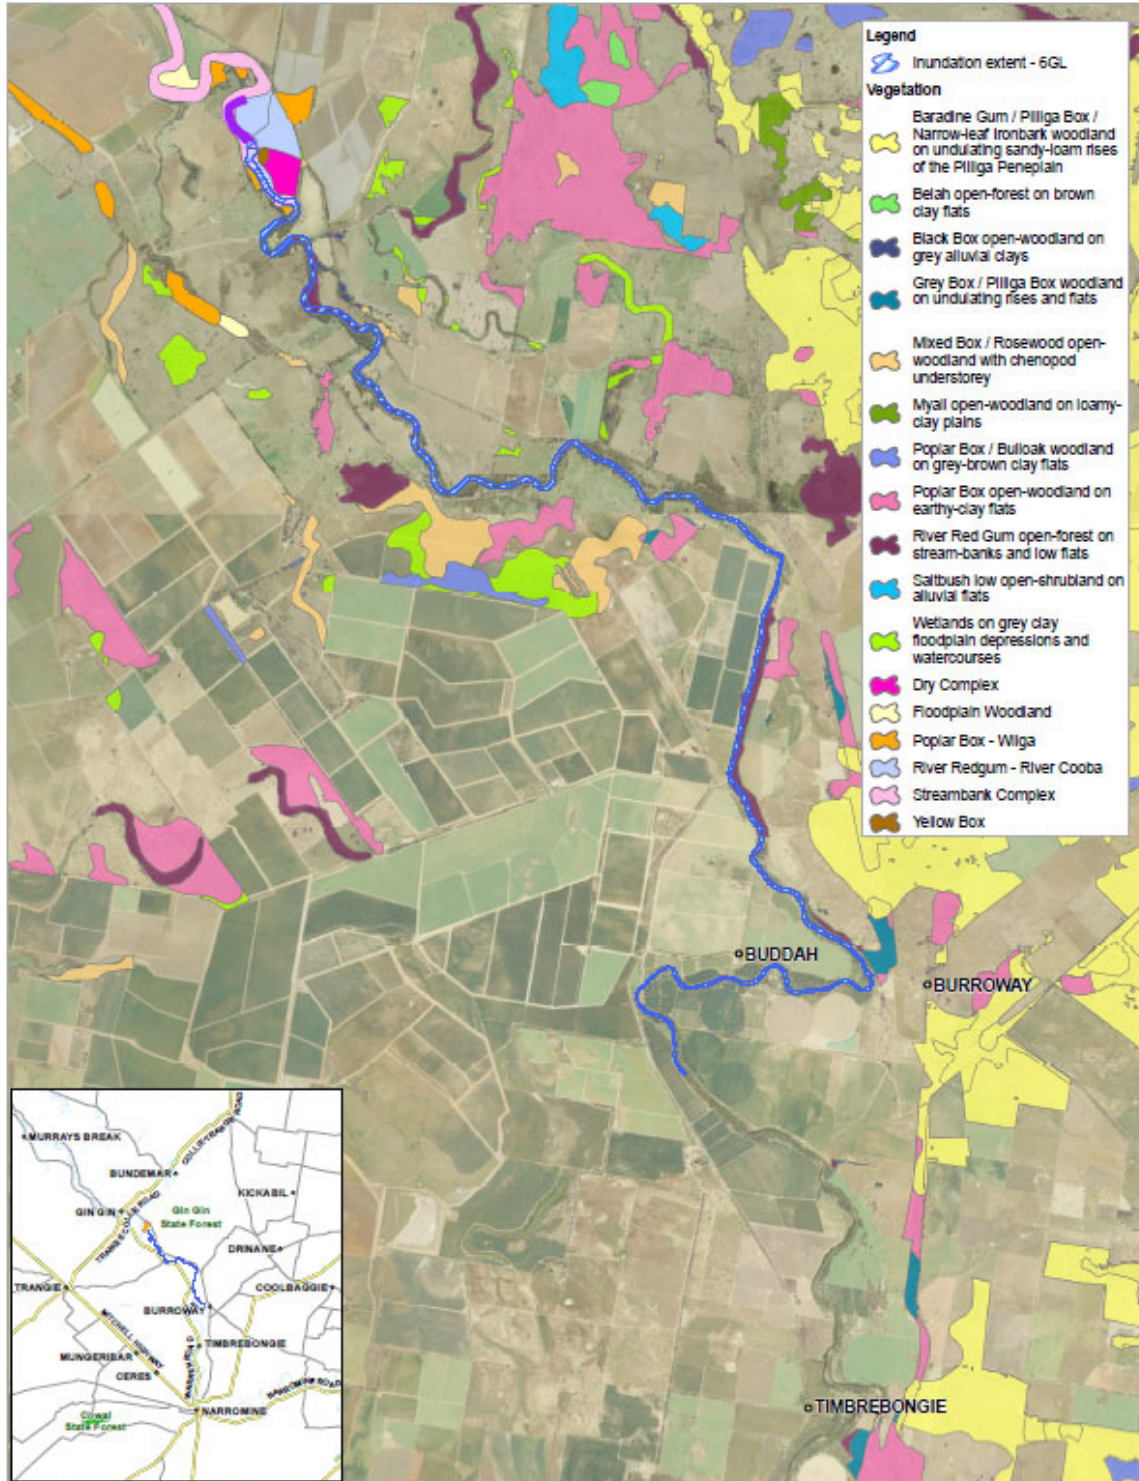 Legend
Inundation extent - 6GL
Vegetation
Baradine Gum / Pilliga Box /
Narrow-leaf Ironbark woodland
on undulating sandy-loam rises
of the Pilliga Peneplain
Belah open-forest on brown
clay flats
Black Box open-woodland on
grey alluvial clays
Grey Box / Pilliga Box woodland
on undulating rises and flats
Mixed Box / Rosewood open-
woodland with chenopod
understorey
Myall open-woodland on loamy-
clay plains
Poplar Box / Bulloak woodland
on grey-brown clay flats
Poplar Box open-woodland on
earthy-clay flats
River Red Gum open-forest on
stream-banks and low flats
Saltbush low open-shrubland on
alluvial flats
Wetlands on grey clay
floodplain depressions and
watercourses
Dry Complex
Floodplain Woodland
Poplar Box - Wilga
River Redgum - River Cooba
Streambank Complex
Yellow Box
BUDDAH
BURROWAY
TIMBREBONGIE
MURRAYS BREAK
BUNDEMAR
KICKABIL
GIN GIN
Gin Gin
State Forest
DRINANE
TRANGIE
COOLBAGGIE
BURROWAY
MITCHELL HIGHWAY
TIMBREBONGIE
MUNGERIBAR
CERES
NARROMINE ROAD
NARROMINE
Cowal
State Forest